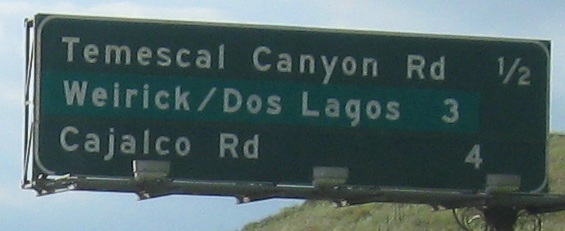 Temescal Canyon Rd 1/2
Weirick/Dos Lagos 3
Cajalco Rd 4